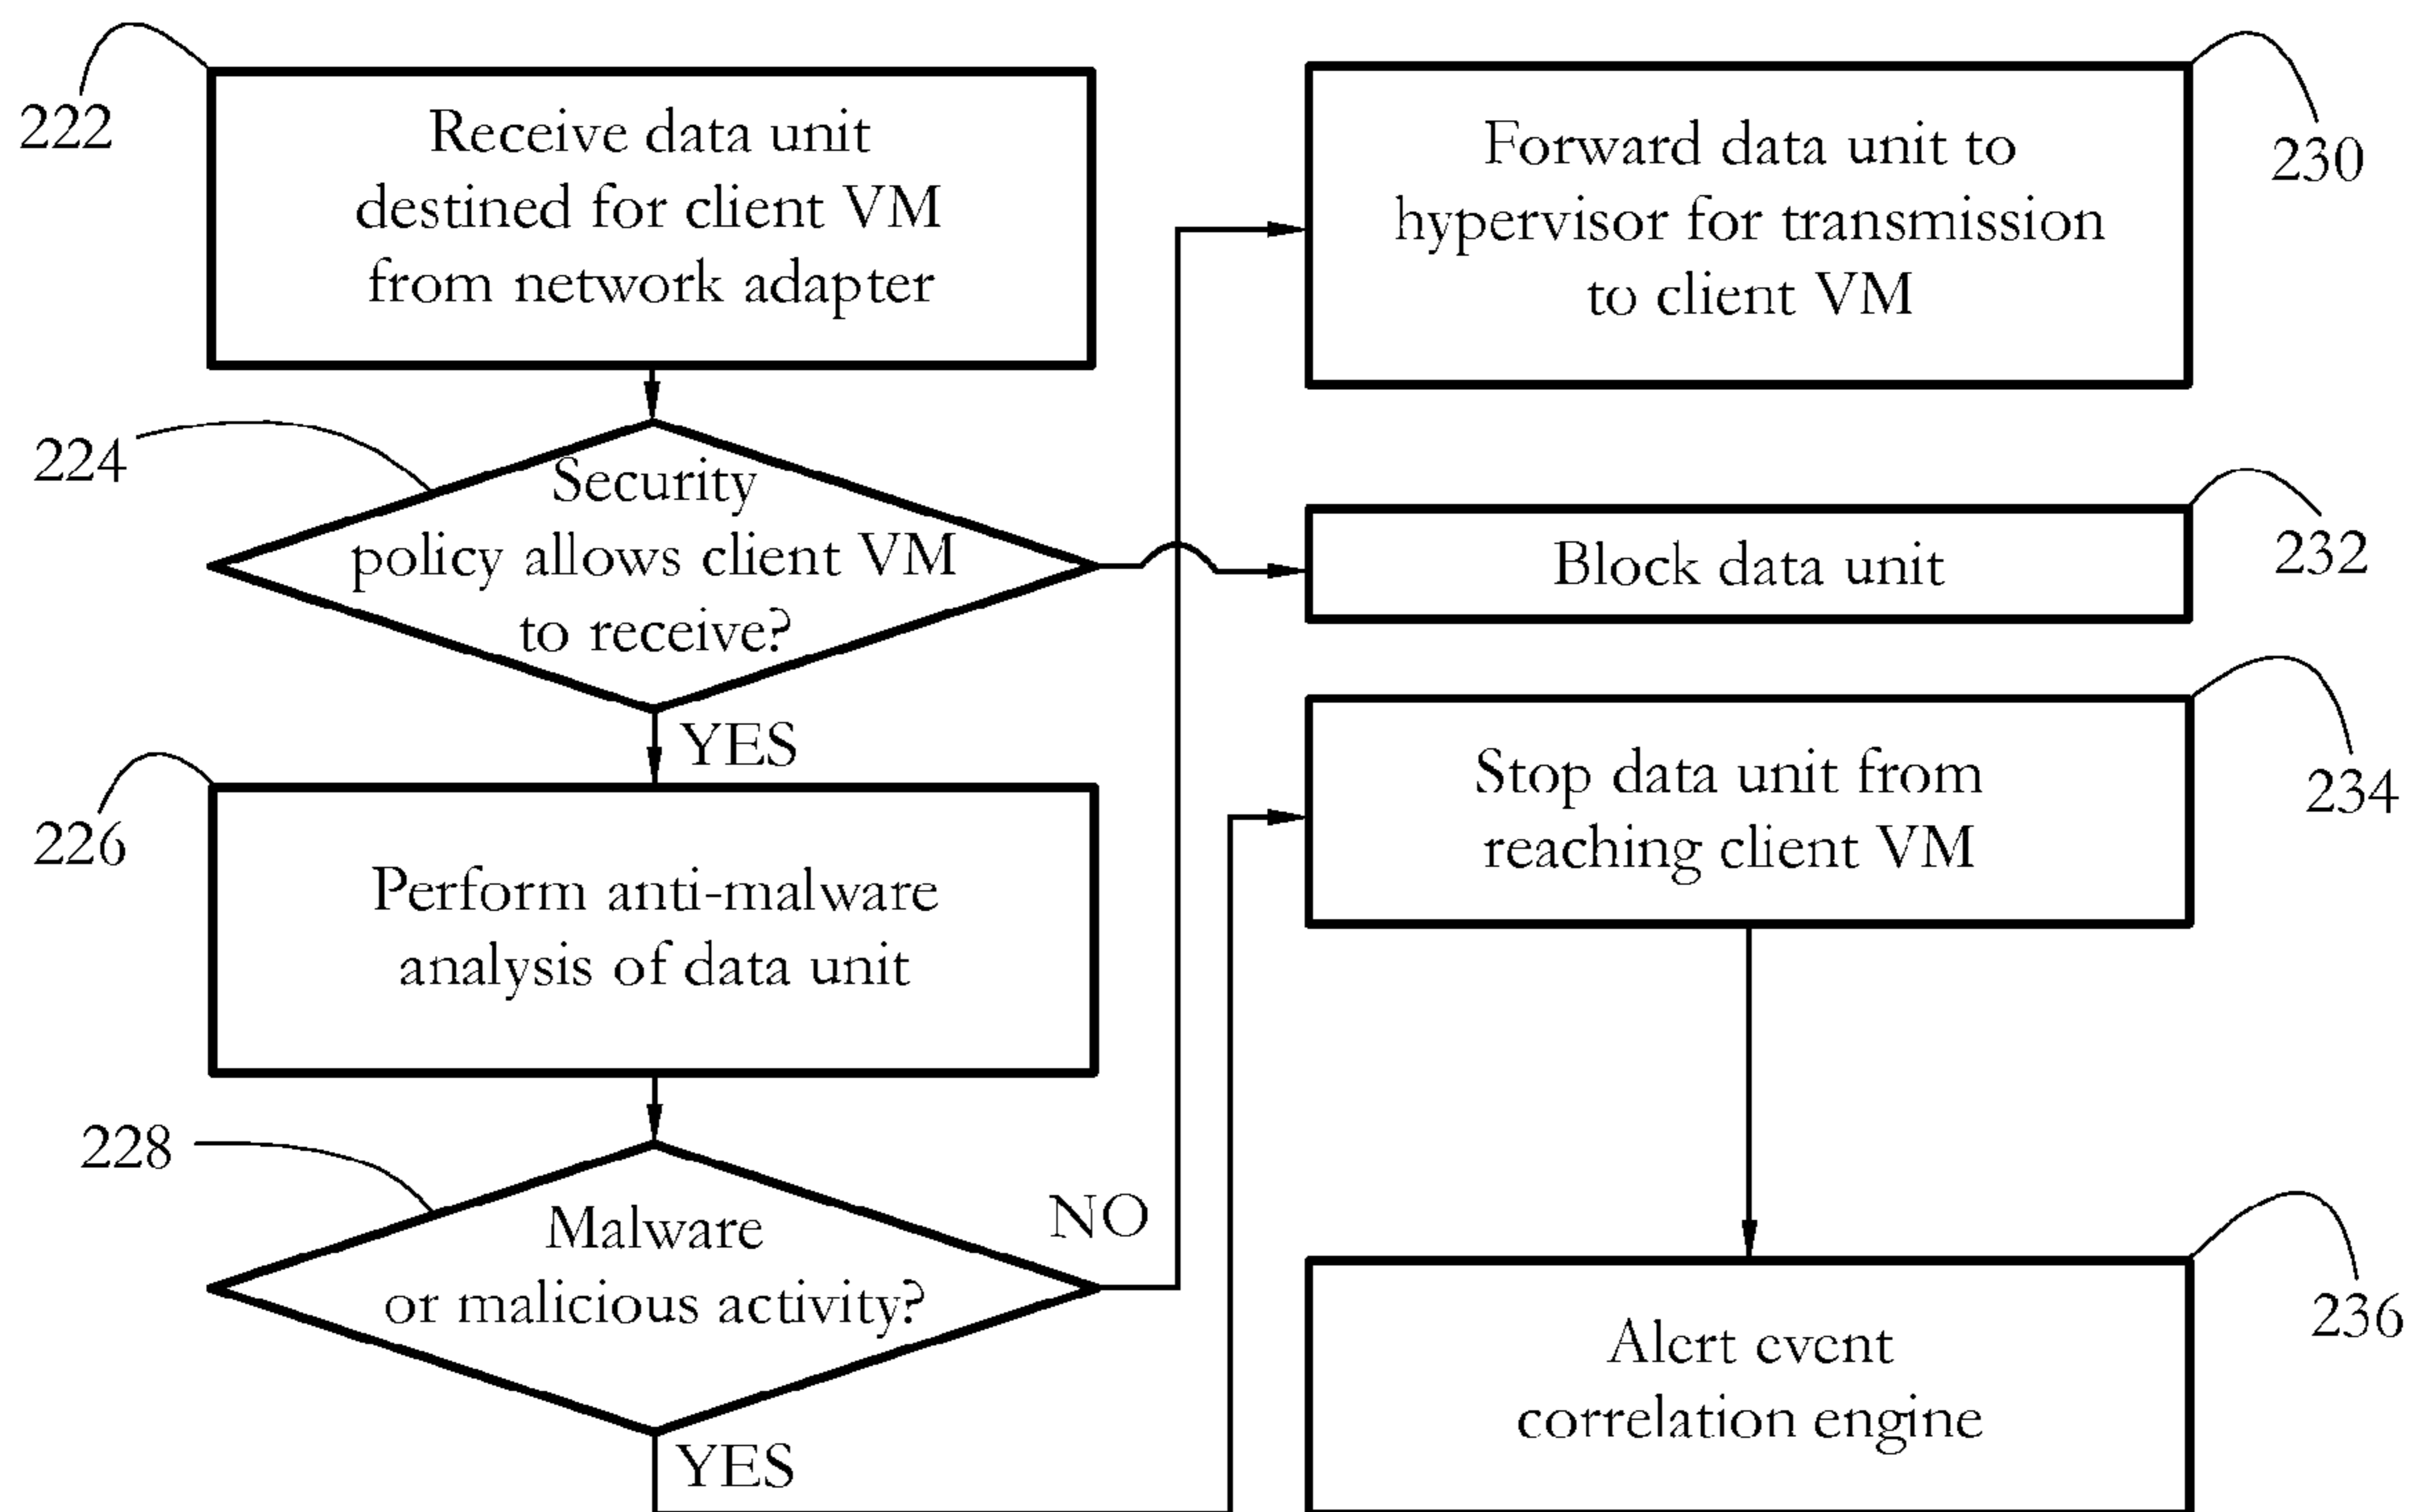 222
Receive data unit
destined for client VM
from network adapter
224
Security
policy allows client VM
to receive?
YES
226
Perform anti-malware
analysis of data unit
228
Malware
or malicious activity?
NO
YES
230
Forward data unit to
hypervisor for transmission
to client VM
232
Block data unit
234
Stop data unit from
reaching client VM
236
Alert event
correlation engine